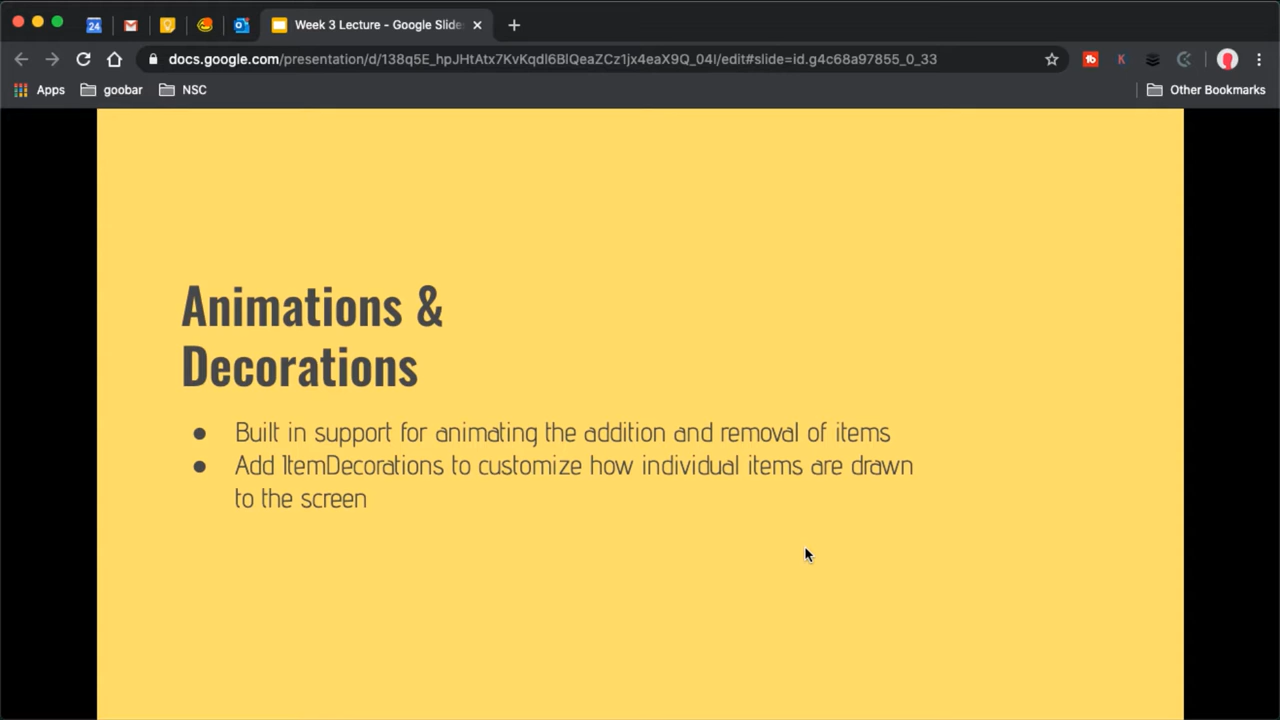 24
Week 3 Lecture - Google Slide
docs.google.com/presentation/d/138q5E_hpJHtAtx7KvKqdl6BlQeaZCz1jx4eaX9Q_04I/edit#slide=id.g4c68a97855_0_33
K
Apps
goobar
NSC
Other Bookmarks
Animations &
Decorations
● Built in support for animating the addition and removal of items
● Add ItemDecorations to customize how individual items are drawn
to the screen